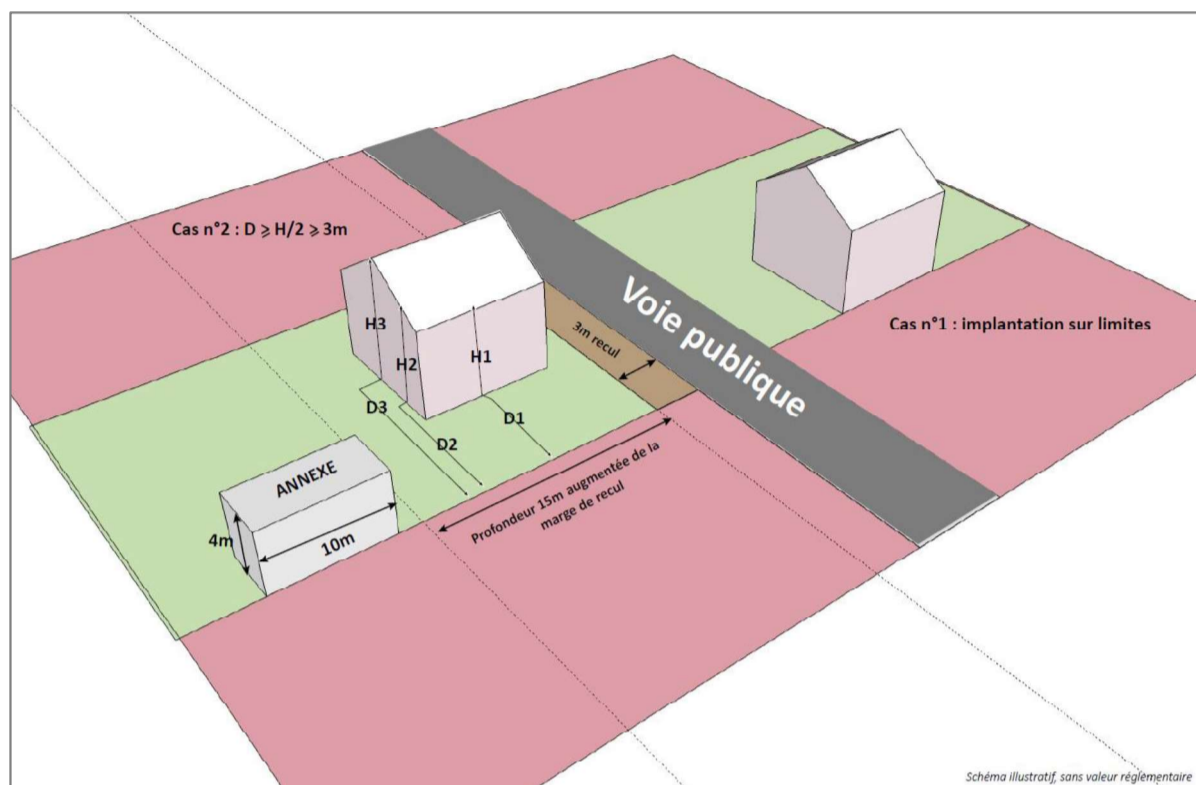 Cas n°2 : D ⩾ H/2 ⩾ 3m
Voie publique
Cas n°1 : implantation sur limites
3m recul
H3
H2
H1
D3
D2
D1
ANNEXE
4m
10m
Profondeur 15m augmentée de la
marge de recul
Schéma illustratif, sans valeur réglementaire